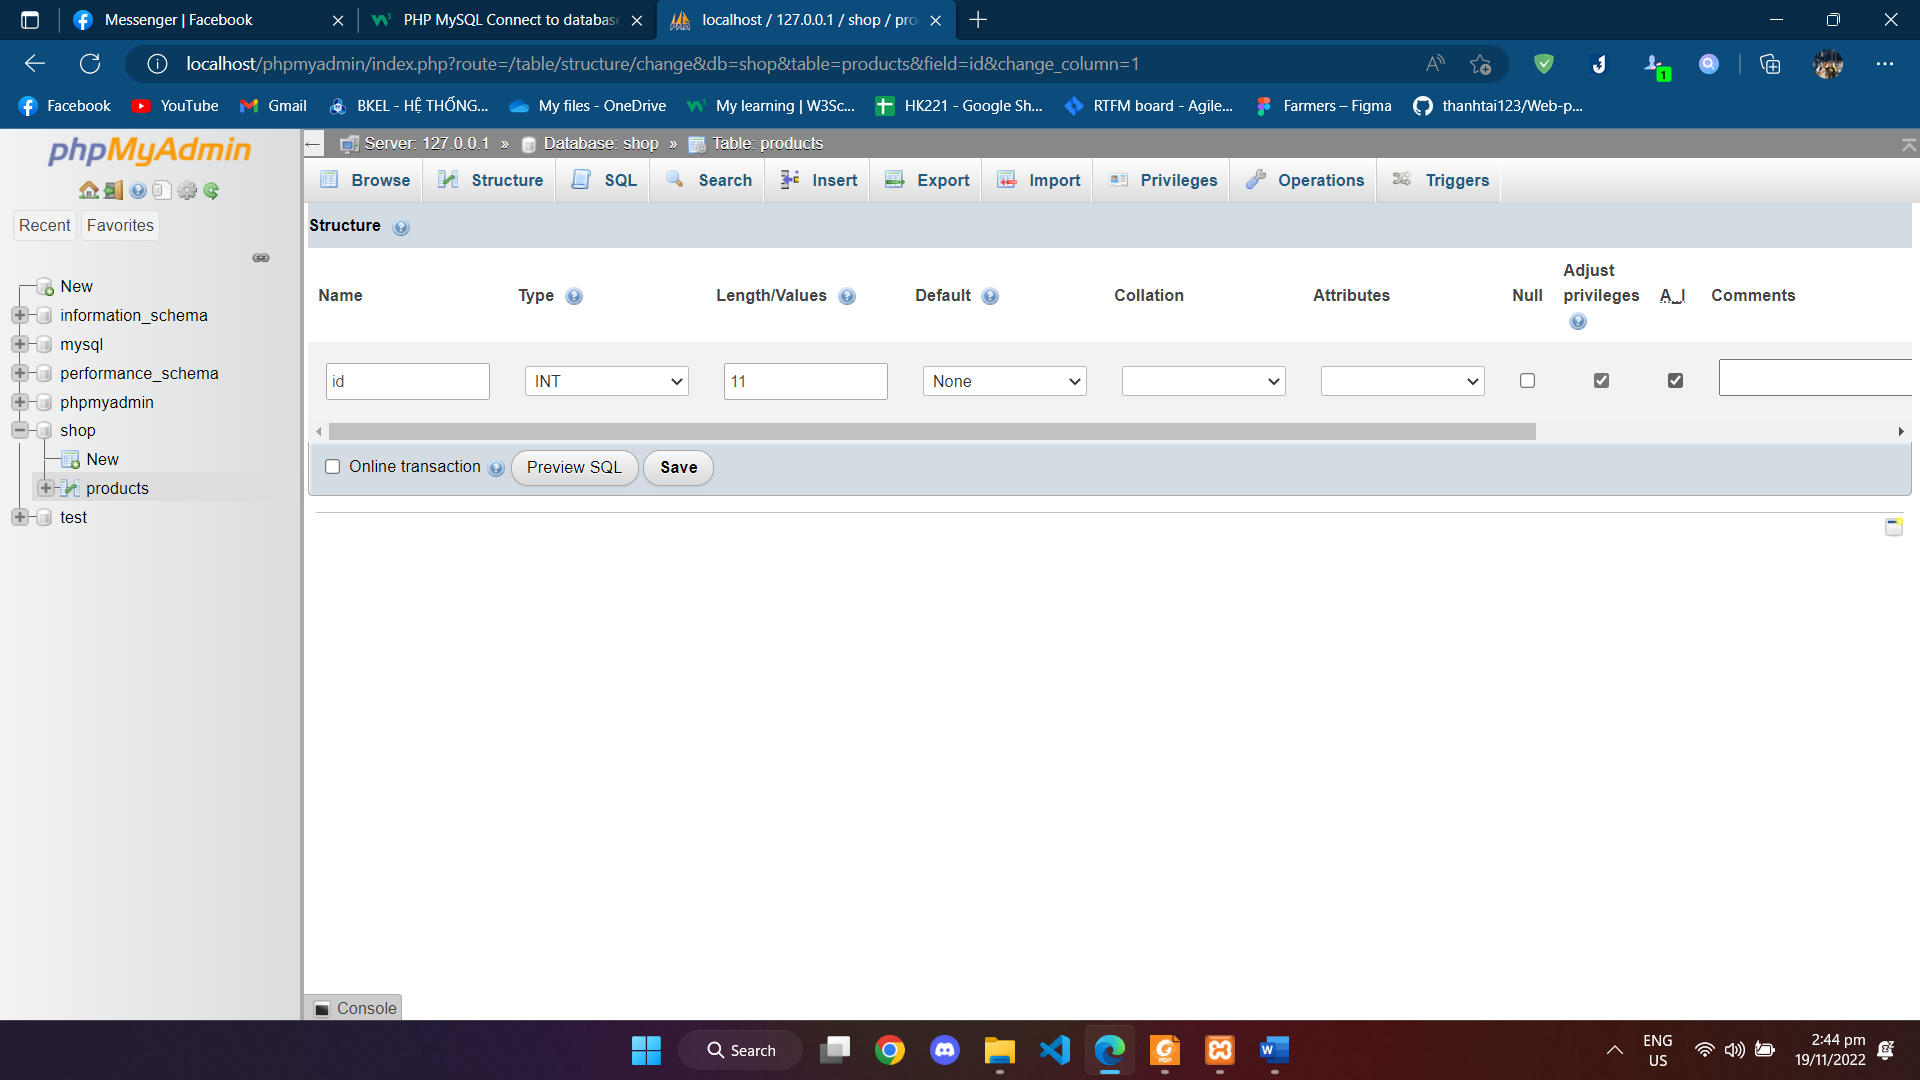 Messenger | Facebook
PHP MySQL Connect to database
localhost / 127.0.0.1 / shop / pro
localhost/phpmyadmin/index.php?route=/table/structure/change&db=shop&table=products&field=id&change_column=1
1
Facebook
YouTube
Gmail
BKEL - HỆ THỐNG...
My files - OneDrive
My learning | W3Sc...
HK221 - Google Sh...
RTFM board - Agile...
Farmers – Figma
thanhtai123/Web-p...
phpMyAdmin
Recent
Favorites
New
information_schema
mysql
performance_schema
phpmyadmin
shop
New
products
test
Server: 127.0.0.1 » Database: shop » Table: products
Browse
Structure
SQL
Search
Insert
Export
Import
Privileges
Operations
Triggers
Structure
Name
Type
Length/Values
Default
Collation
Attributes
Null
Adjust
privileges
A_I
Comments
id
INT
11
None
Online transaction
Preview SQL
Save
Console
Search
ENG
US
2:44 pm
19/11/2022